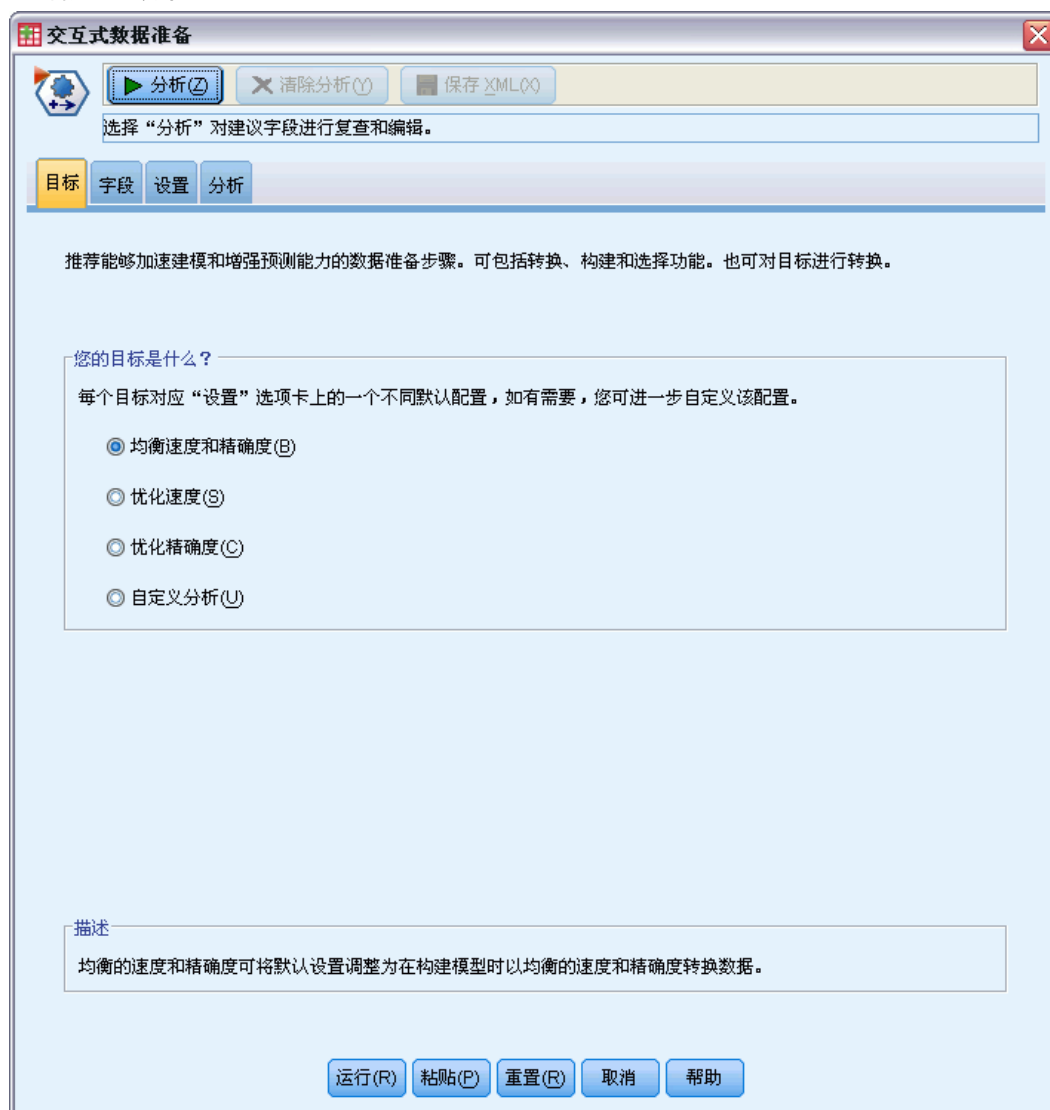 交互式数据准备
分析(Z) 清除分析(Y) 保存 XML(X)
选择“分析”对建议字段进行复查和编辑。
目标 字段 设置 分析
推荐能够加速建模和增强预测能力的数据准备步骤。可包括转换、构建和选择功能。也可对目标进行转换。
您的目标是什么？
每个目标对应“设置”选项卡上的一个不同默认配置，如有需要，您可进一步自定义该配置。
均衡速度和精确度(B)
优化速度(S)
优化精确度(C)
自定义分析(U)
描述
均衡的速度和精确度可将默认设置调整为在构建模型时以均衡的速度和精确度转换数据。
运行(R) 粘贴(P) 重置(R) 取消 帮助